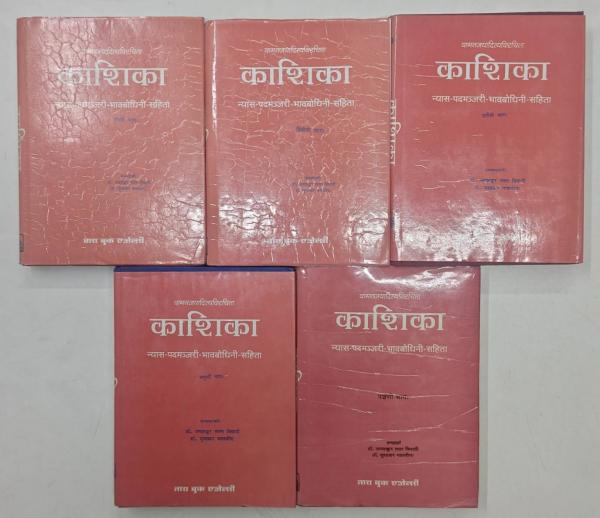 वामनजयादित्यविरचिता
काशिका
न्यास-पदमञ्जरी-भावबोधिनी-सहिता
तारा बुक एजेन्सी
वामनजयादित्यविरचिता
काशिका
न्यास-पदमञ्जरी-भावबोधिनी-सहिता
द्वितीयो भागः
तारा बुक एजेन्सी
काशिका
वामनजयादित्यविरचिता
काशिका
न्यास-पदमञ्जरी-भावबोधिनी-सहिता
तृतीयो भागः
तारा बुक एजेन्सी
वामनजयादित्यविरचिता
काशिका
न्यास-पदमञ्जरी-भावबोधिनी-सहिता
चतुर्थो भागः
सम्पादकौ
डॉ. जयशङ्कर लाल त्रिपाठी
डॉ. सुधाकर मालवीय
तारा बुक एजेन्सी
वामनजयादित्यविरचिता
काशिका
न्यास-पदमञ्जरी-भावबोधिनी-सहिता
पञ्चमो भागः
सम्पादकौ
डॉ. जयशङ्कर लाल त्रिपाठी
डॉ. सुधाकर मालवीय
तारा बुक एजेन्सी